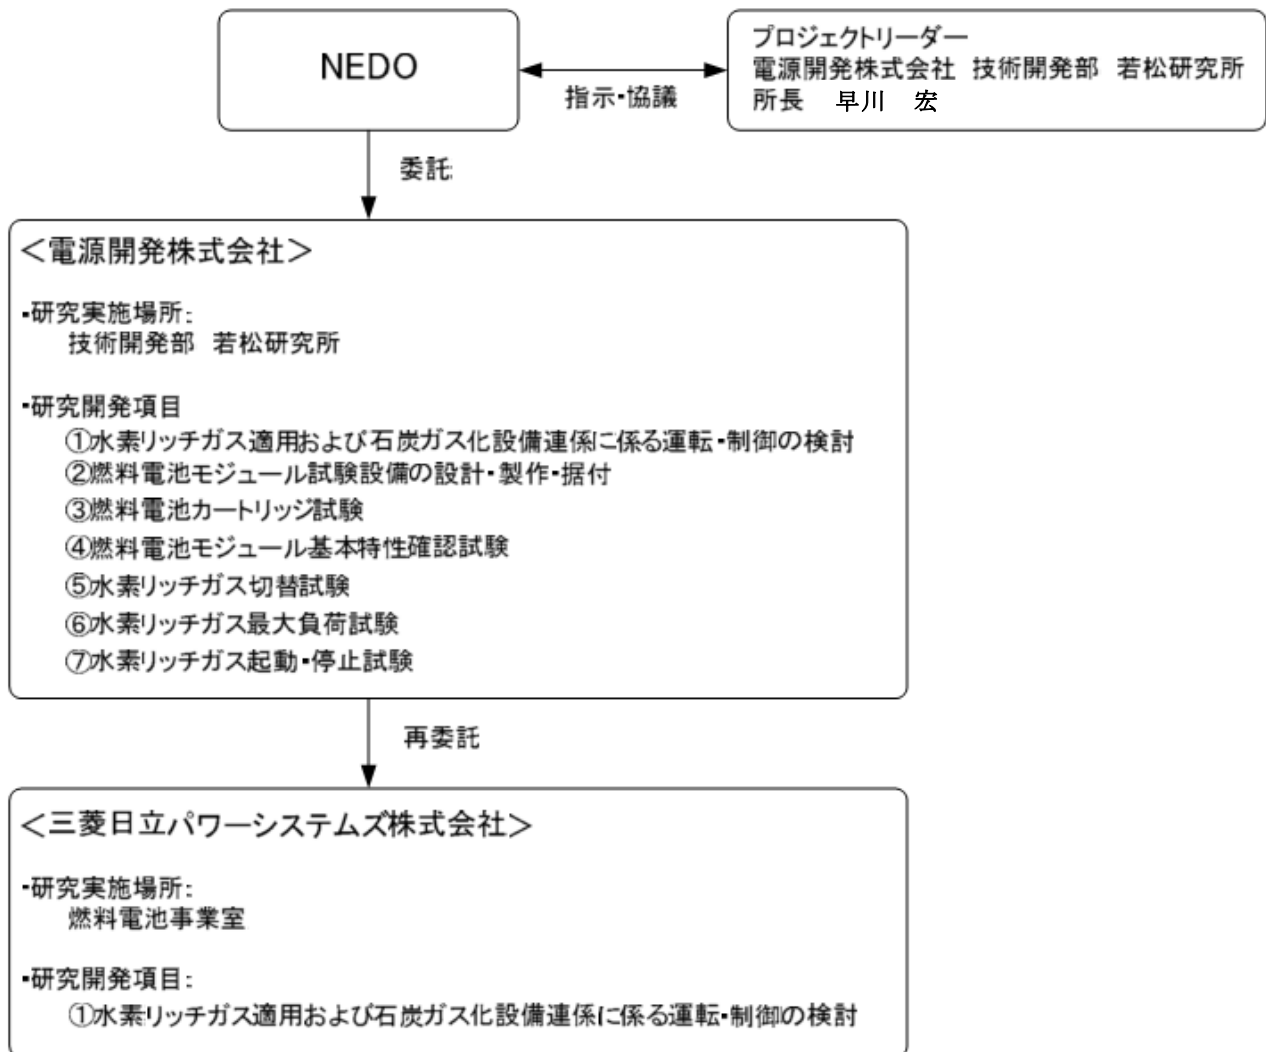 NEDO
指示・協議
プロジェクトリーダー
電源開発株式会社 技術開発部 若松研究所
所長 早川 宏
委託
＜電源開発株式会社＞
・研究実施場所：
技術開発部 若松研究所
・研究開発項目
①水素リッチガス適用および石炭ガス化設備連係に係る運転・制御の検討
②燃料電池モジュール試験設備の設計・製作・据付
③燃料電池カートリッジ試験
④燃料電池モジュール基本特性確認試験
⑤水素リッチガス切替試験
⑥水素リッチガス最大負荷試験
⑦水素リッチガス起動・停止試験
再委託
＜三菱日立パワーシステムズ株式会社＞
・研究実施場所：
燃料電池事業室
・研究開発項目：
①水素リッチガス適用および石炭ガス化設備連係に係る運転・制御の検討